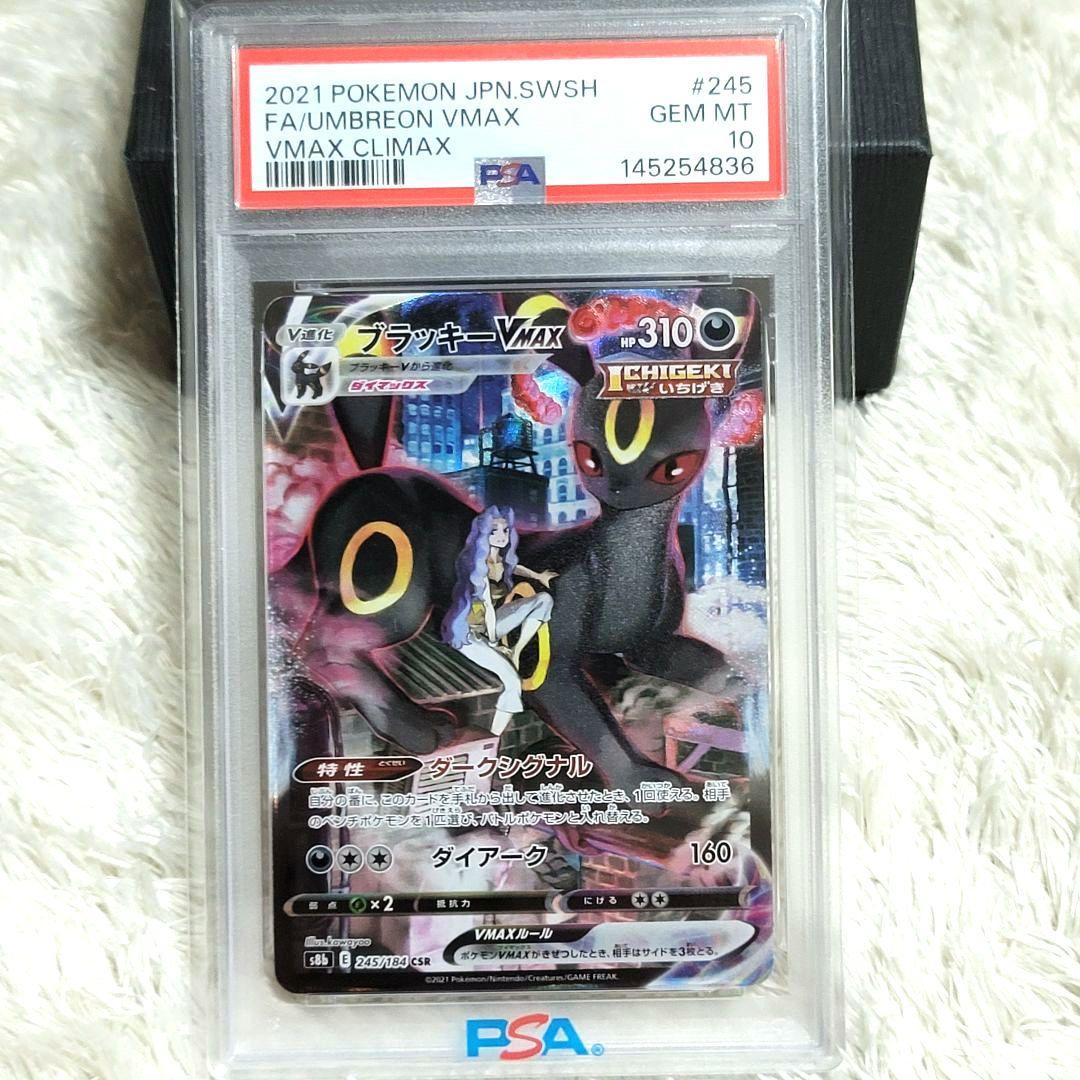 2021 POKEMON JPN.SWSH #245
FA/UMBREON VMAX GEM MT
VMAX CLIMAX 10
PSA 145254836
V進化 ブラッキーVMAX HP310
ブラッキーVから進化
ダイマックス
ICHIGEKI
いちげき
特性 とくせい ダークシグナル
自分の番に、このカードを手札から出して進化させたとき、1回使える。相手
のベンチポケモンを1匹選び、バトルポケモンと入れ替える。
ダイアーク 160
弱点 ×2 抵抗力 にげる
VMAXルール
ポケモンVMAXがきぜつしたとき、相手はサイドを3枚とる。
Illus.kawayoo
s8b E 245/184 CSR
©2021 Pokémon/Nintendo/Creatures/GAME FREAK.
PSA®